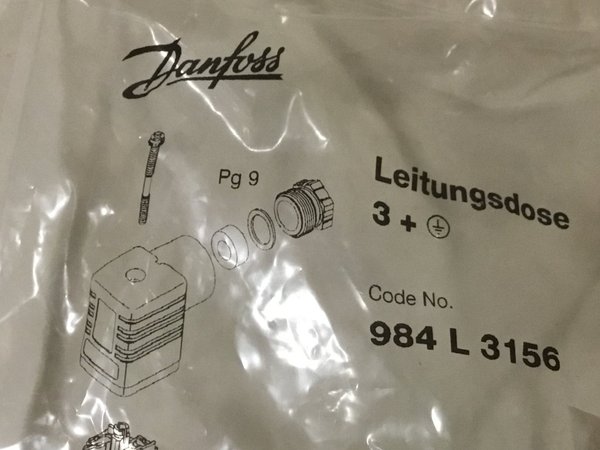 Danfoss
Pg 9
Leitungsdose
3 + ⏚
Code No.
984 L 3156